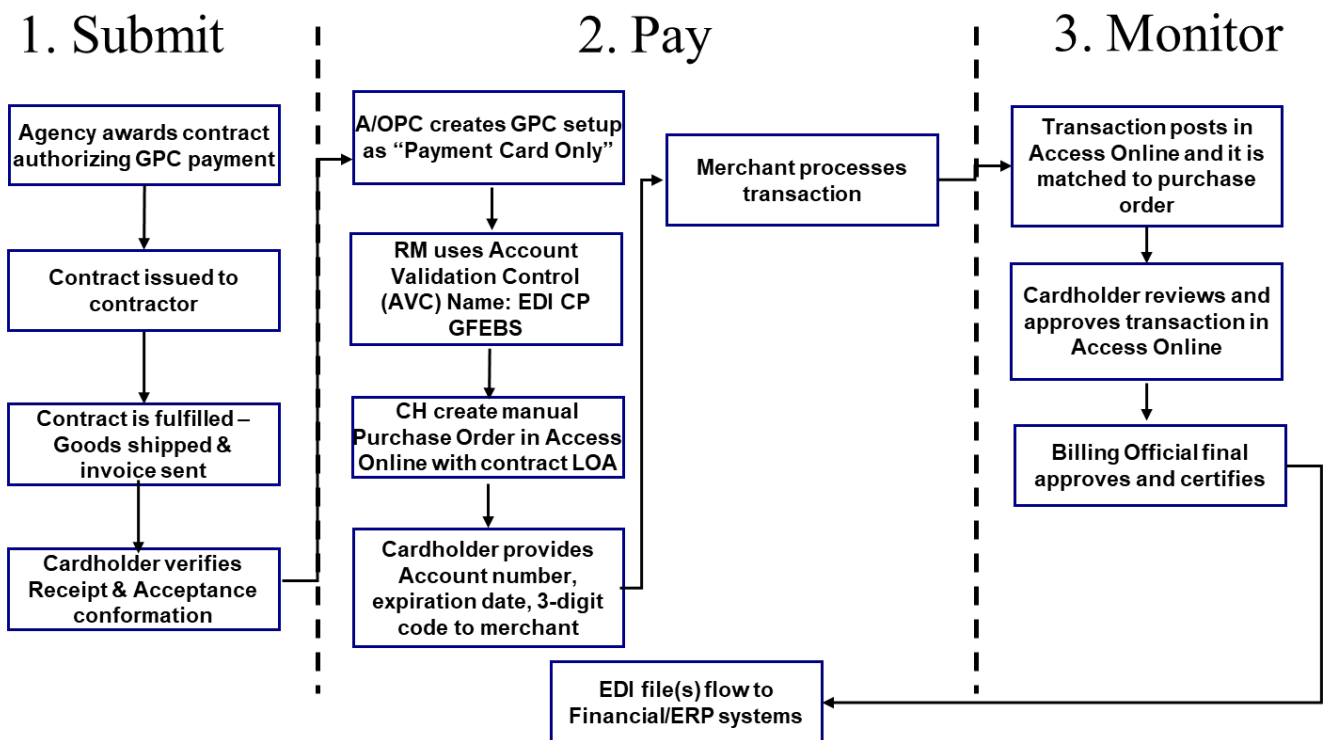 1. Submit
2. Pay
3. Monitor
Agency awards contract
authorizing GPC payment
Contract issued to
contractor
Contract is fulfilled –
Goods shipped &
invoice sent
Cardholder verifies
Receipt & Acceptance
conformation
A/OPC creates GPC setup
as “Payment Card Only”
RM uses Account
Validation Control
(AVC) Name: EDI CP
GFEBS
CH create manual
Purchase Order in Access
Online with contract LOA
Cardholder provides
Account number,
expiration date, 3-digit
code to merchant
Merchant processes
transaction
Transaction posts in
Access Online and it is
matched to purchase
order
Cardholder reviews and
approves transaction in
Access Online
Billing Official final
approves and certifies
EDI file(s) flow to
Financial/ERP systems